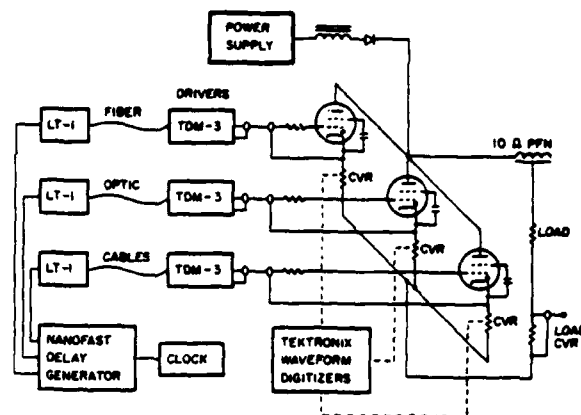 POWER
SUPPLY
DRIVERS
FIBER
LT-1
TDM-3
10 Ω PFN
CVR
OPTIC
LT-1
TDM-3
LOAD
CVR
CABLES
LT-1
TDM-3
CVR
LOAD
CVR
NANOFAST
DELAY
GENERATOR
CLOCK
TEKTRONIX
WAVEFORM
DIGITIZERS